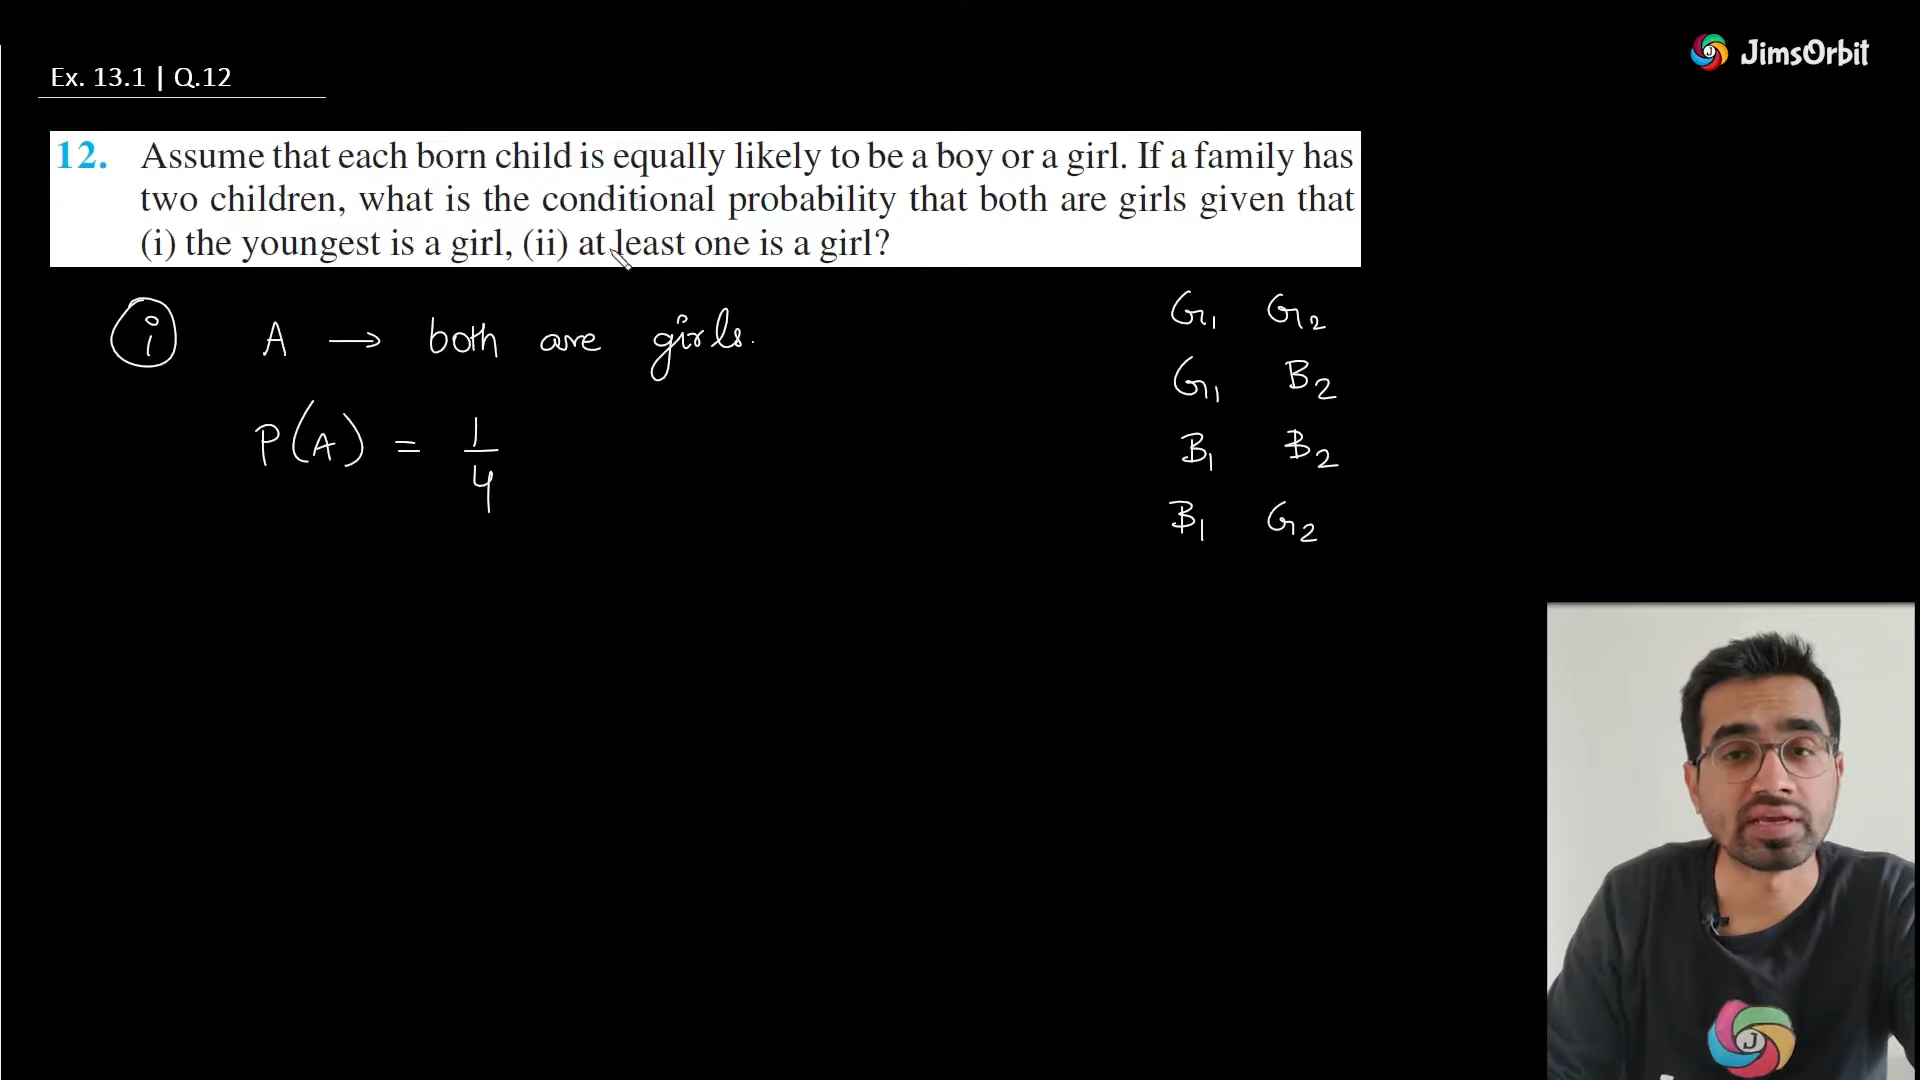 JimsOrbit
Ex. 13.1 | Q.12
12. Assume that each born child is equally likely to be a boy or a girl. If a family has
two children, what is the conditional probability that both are girls given that
(i) the youngest is a girl, (ii) at least one is a girl?
i A → both are girls.
P(A) = 1/4
G₁ G₂
G₁ B₂
B₁ B₂
B₁ G₂
J